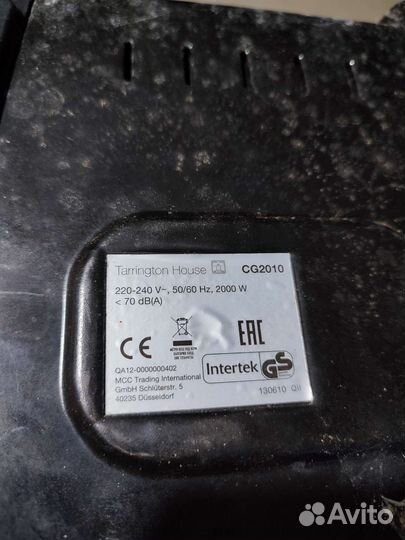 Tarrington House CG2010
220-240 V~, 50/60 Hz, 2000 W
< 70 dB(A)
CE
EAC
Intertek GS
QA12-0000000402
MCC Trading International
GmbH Schlüterstr. 5
40235 Düsseldorf
130610 QII
Avito